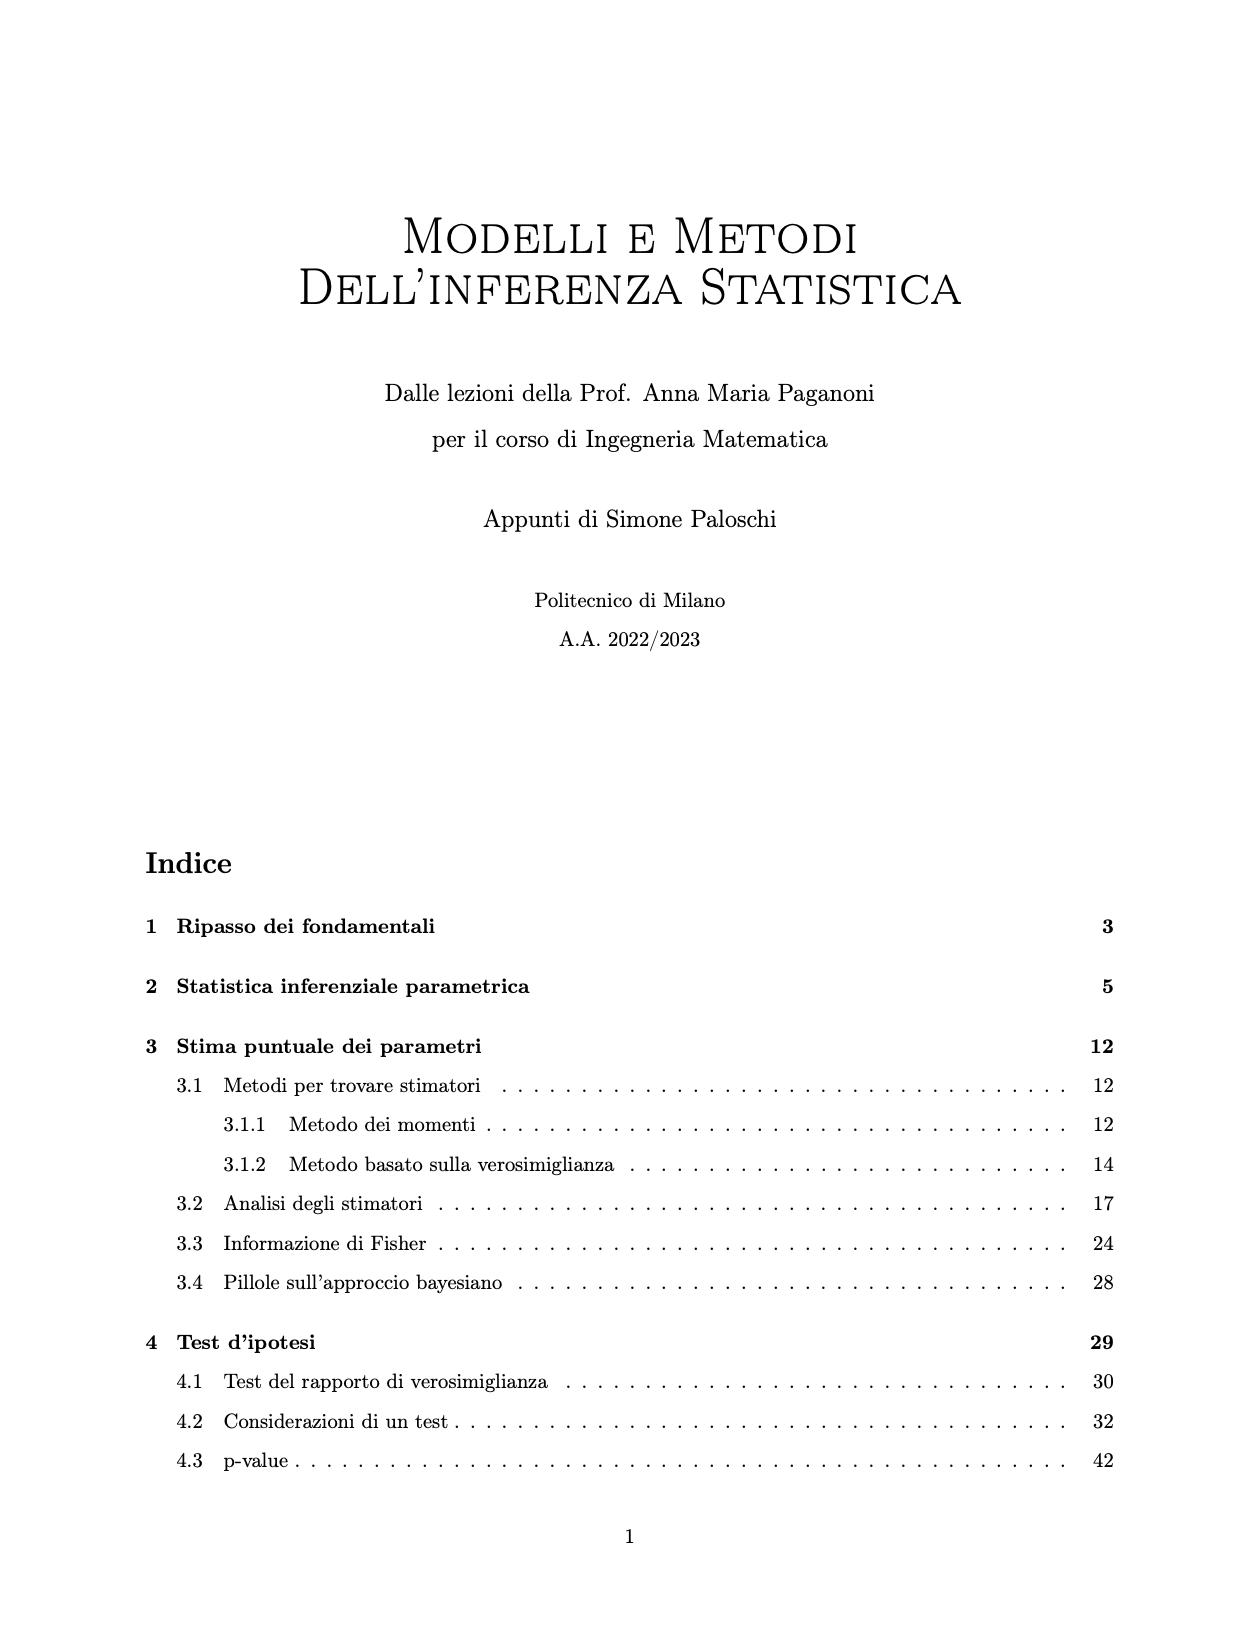 Modelli e Metodi
Dell'inferenza Statistica
Dalle lezioni della Prof. Anna Maria Paganoni
per il corso di Ingegneria Matematica
Appunti di Simone Paloschi
Politecnico di Milano
A.A. 2022/2023
Indice
1 Ripasso dei fondamentali 3
2 Statistica inferenziale parametrica 5
3 Stima puntuale dei parametri 12
3.1 Metodi per trovare stimatori . . . . . . . . . . . . . . . . . . . . . . . . . . . . . . . . . . . . 12
3.1.1 Metodo dei momenti . . . . . . . . . . . . . . . . . . . . . . . . . . . . . . . . . . . . . 12
3.1.2 Metodo basato sulla verosimiglianza . . . . . . . . . . . . . . . . . . . . . . . . . . . . 14
3.2 Analisi degli stimatori . . . . . . . . . . . . . . . . . . . . . . . . . . . . . . . . . . . . . . . . 17
3.3 Informazione di Fisher . . . . . . . . . . . . . . . . . . . . . . . . . . . . . . . . . . . . . . . . 24
3.4 Pillole sull'approccio bayesiano . . . . . . . . . . . . . . . . . . . . . . . . . . . . . . . . . . . 28
4 Test d'ipotesi 29
4.1 Test del rapporto di verosimiglianza . . . . . . . . . . . . . . . . . . . . . . . . . . . . . . . . 30
4.2 Considerazioni di un test . . . . . . . . . . . . . . . . . . . . . . . . . . . . . . . . . . . . . . . 32
4.3 p-value . . . . . . . . . . . . . . . . . . . . . . . . . . . . . . . . . . . . . . . . . . . . . . . . . 42
1